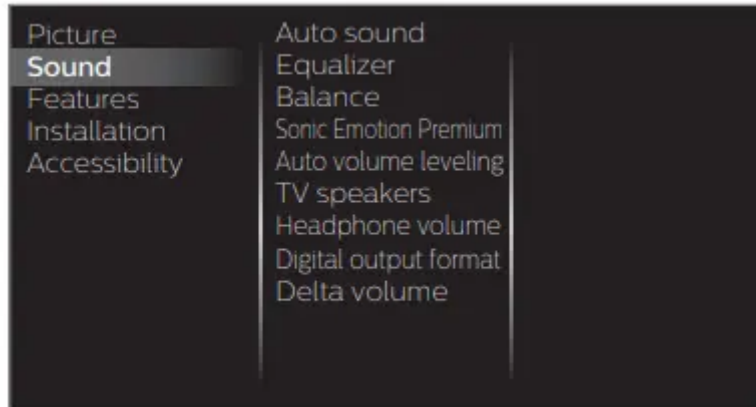 Picture
Sound
Features
Installation
Accessibility
Auto sound
Equalizer
Balance
Sonic Emotion Premium
Auto volume leveling
TV speakers
Headphone volume
Digital output format
Delta volume